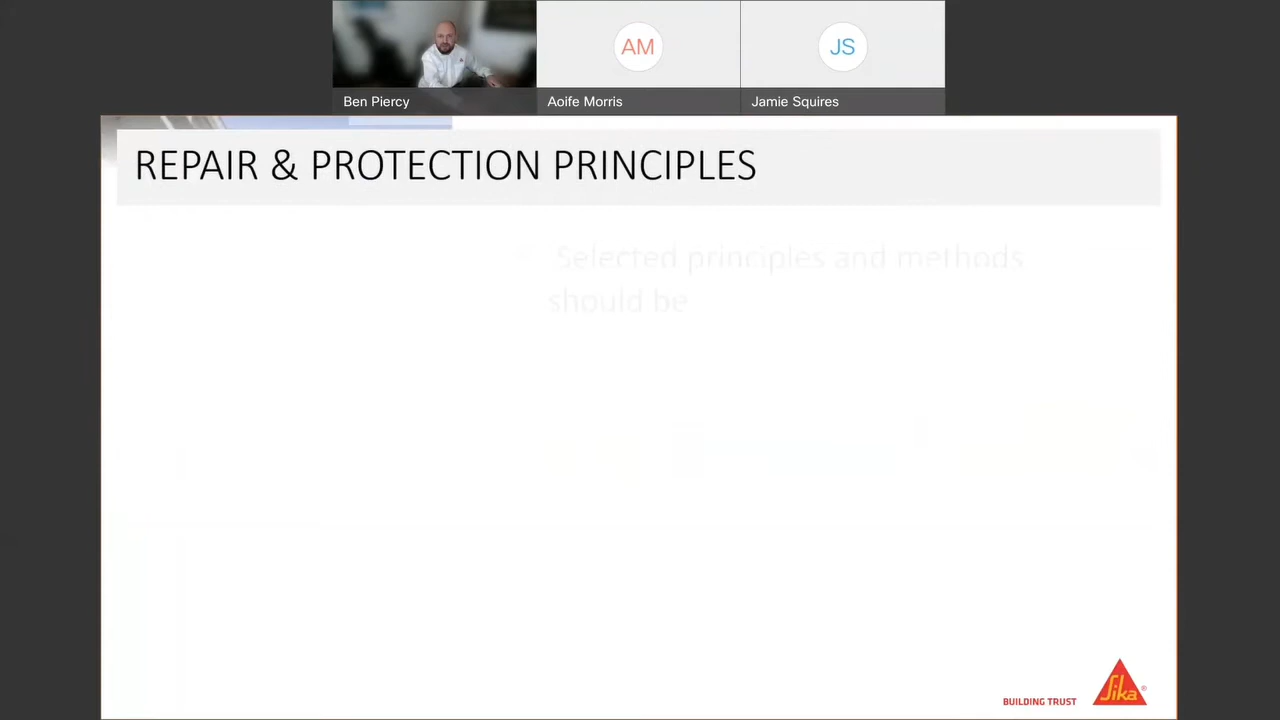 AM
JS
Ben Piercy
Aoife Morris
Jamie Squires
REPAIR & PROTECTION PRINCIPLES
Selected principles and methods
should be
BUILDING TRUST
Sika®